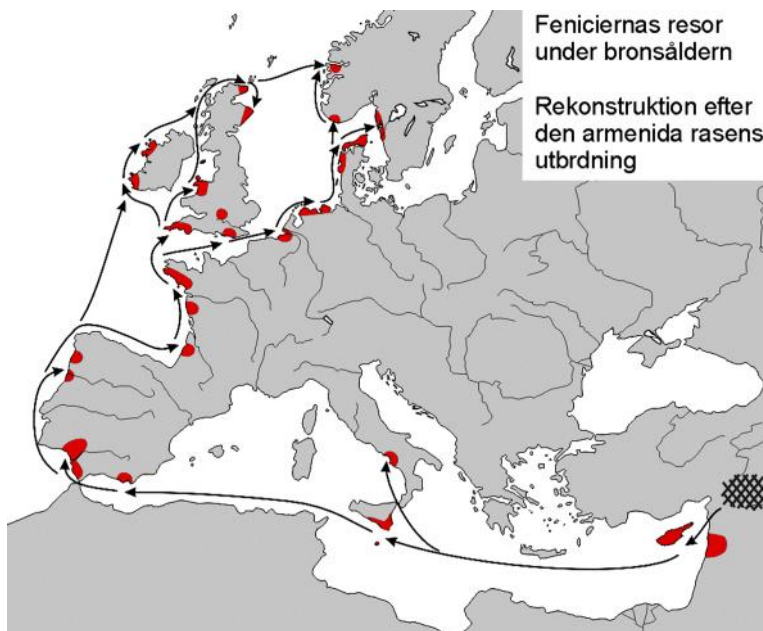 Feniciernas resor
under bronsåldern
Rekonstruktion efter
den armenida rasens
utbrdning